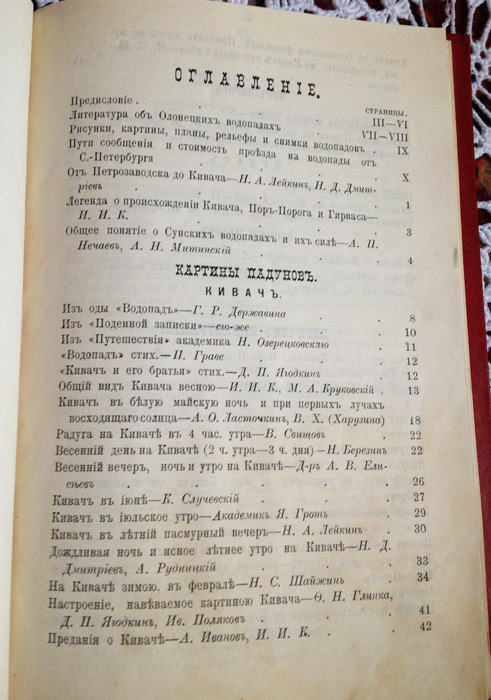 ОГЛАВЛЕНІЕ.
СТРАНИЦЫ.
Предисловіе . . . . III—VI
Литература объ Олонецкихъ водопадахъ . VII—VIII
Рисунки, картины, планы, рельефы и снимки водопадовъ . IX
Пути сообщенія и стоимость проѣзда на водопады отъ
С.-Петербурга . . . . X
Отъ Петрозаводска до Кивача—Н. А. Лейкинъ, Н. Д. Дмит-
ріевъ . . . . 1
Легенда о происхожденіи Кивача, Поръ-Порога и Гирваса—
И. И. К. . . . . 3
Общее понятіе о Сунскихъ водопадахъ и ихъ силѣ—А. П.
Нечаевъ, А. Н. Митинскій . . . 4
КАРТИНЫ ПАДУНОВЪ.
КИВАЧЪ.
Изъ оды «Водопадъ»—Г. Р. Державина . . 8
Изъ «Поденной записки»—его-же . . . 10
Изъ «Путешествія» академика Н. Озерецковскаго . 11
«Водопадъ» стих.—П. Граве . . . 12
«Кивачъ и его братья» стих.—Д. П. Ягодкин . 12
Общій видъ Кивача весною—И. И. К., М. А. Круковскій . 13
Кивачъ въ бѣлую майскую ночь и при первыхъ лучахъ
восходящаго солнца—А. О. Ласточкин, В. Х. (Харузина) 18
Радуга на Кивачѣ въ 4 час. утра—В. Свищовъ . 22
Весенній день на Кивачѣ (2 ч. утра—3 ч. дня)—Н. Березинъ 22
Весенній вечеръ, ночь и утро на Кивачѣ—Д-ръ А. В. Ели-
сѣевъ . . . . 26
Кивачъ въ іюнѣ—К. Случевскій . . . 27
Кивачъ въ іюльское утро—Академикъ Я. Гротъ . 29
Кивачъ въ лѣтній пасмурный вечеръ—Н. А. Лейкинъ . 30
Дождливая ночь и ясное лѣтнее утро на Кивачѣ—Н. Д.
Дмитріевъ, А. Рудницкій . . . 33
На Кивачѣ зимою. въ февралѣ—Н. С. Шайжинъ . 34
Настроеніе, навѣваемое картиною Кивача—Ѳ. Н. Глинка,
Д. П. Ягодкинъ, Ив. Поляковъ . . 41
Преданія о Кивачѣ—А. Ивановъ, И. И. К. . . 42